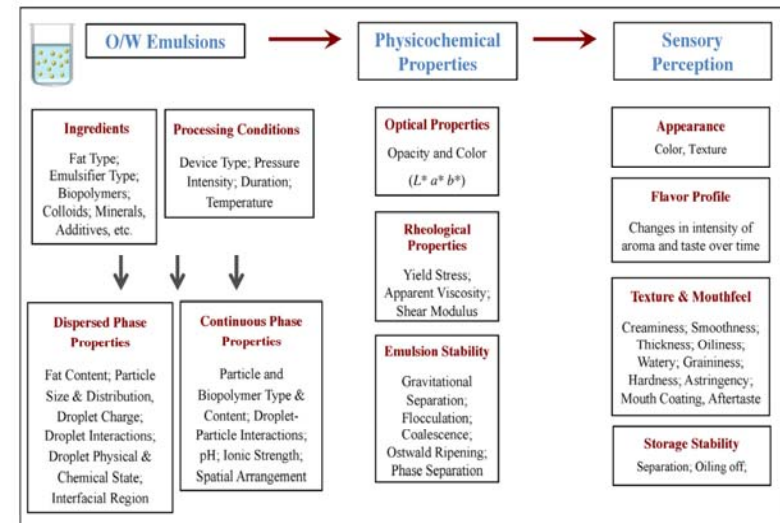 O/W Emulsions
Physicochemical
Properties
Sensory
Perception
Ingredients
Fat Type;
Emulsifier Type;
Biopolymers;
Colloids; Minerals,
Additives, etc.
Processing Conditions
Device Type; Pressure
Intensity; Duration;
Temperature
Dispersed Phase
Properties
Fat Content; Particle
Size & Distribution,
Droplet Charge;
Droplet Interactions;
Droplet Physical &
Chemical State;
Interfacial Region
Continuous Phase
Properties
Particle and
Biopolymer Type &
Content; Droplet-
Particle Interactions;
pH; Ionic Strength;
Spatial Arrangement
Optical Properties
Opacity and Color
(L* a* b*)
Rheological
Properties
Yield Stress;
Apparent Viscosity;
Shear Modulus
Emulsion Stability
Gravitational
Separation;
Flocculation;
Coalescence;
Ostwald Ripening;
Phase Separation
Appearance
Color, Texture
Flavor Profile
Changes in intensity of
aroma and taste over time
Texture & Mouthfeel
Creaminess; Smoothness;
Thickness; Oiliness;
Watery; Graininess;
Hardness; Astringency;
Mouth Coating, Aftertaste
Storage Stability
Separation; Oiling off;